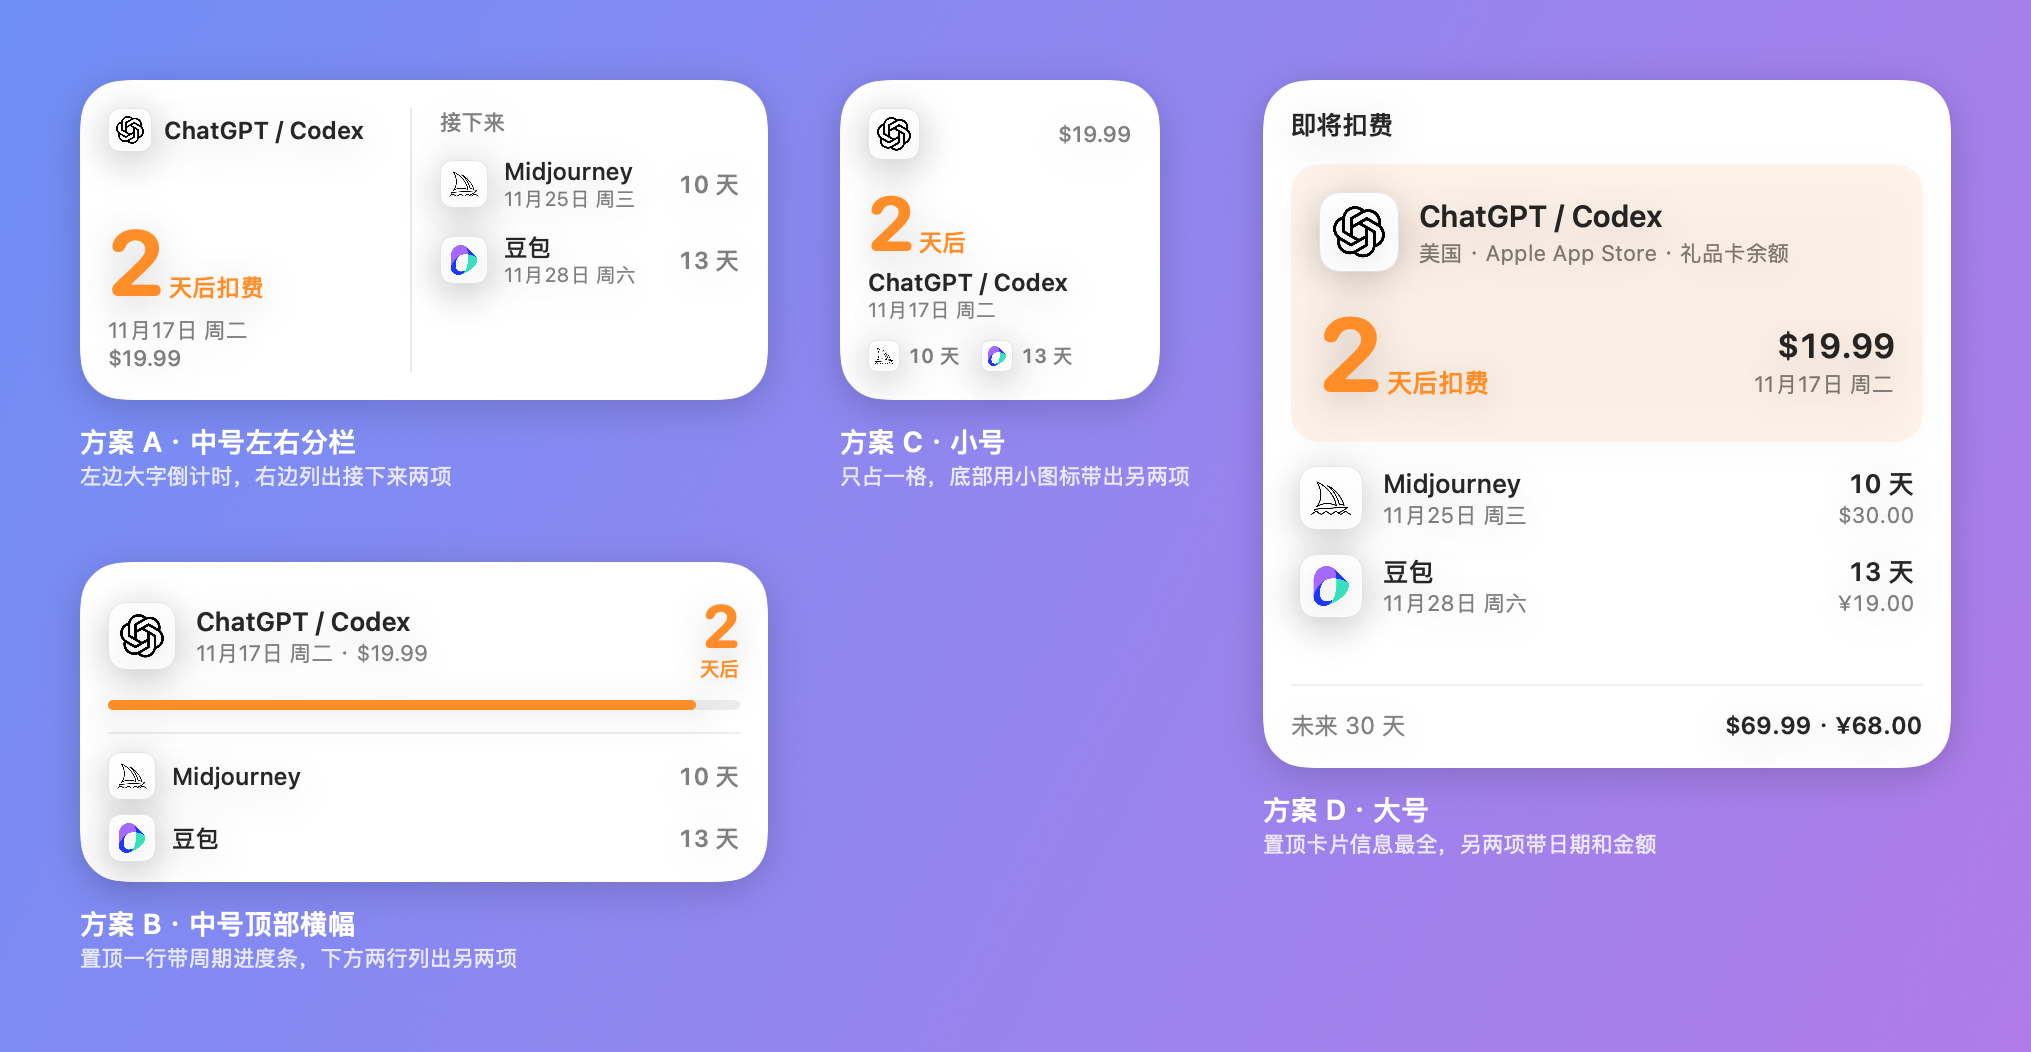 ChatGPT / Codex
2 天后扣费
11月17日 周二
$19.99
接下来
Midjourney
11月25日 周三
10 天
豆包
11月28日 周六
13 天
方案 A · 中号左右分栏
左边大字倒计时，右边列出接下来两项
$19.99
2 天后
ChatGPT / Codex
11月17日 周二
10 天 13 天
方案 C · 小号
只占一格，底部用小图标带出另两项
即将扣费
ChatGPT / Codex
美国 · Apple App Store · 礼品卡余额
2 天后扣费
$19.99
11月17日 周二
Midjourney
11月25日 周三
10 天
$30.00
豆包
11月28日 周六
13 天
¥19.00
未来 30 天
$69.99 · ¥68.00
方案 D · 大号
置顶卡片信息最全，另两项带日期和金额
ChatGPT / Codex
11月17日 周二 · $19.99
2
天后
Midjourney
10 天
豆包
13 天
方案 B · 中号顶部横幅
置顶一行带周期进度条，下方两行列出另两项